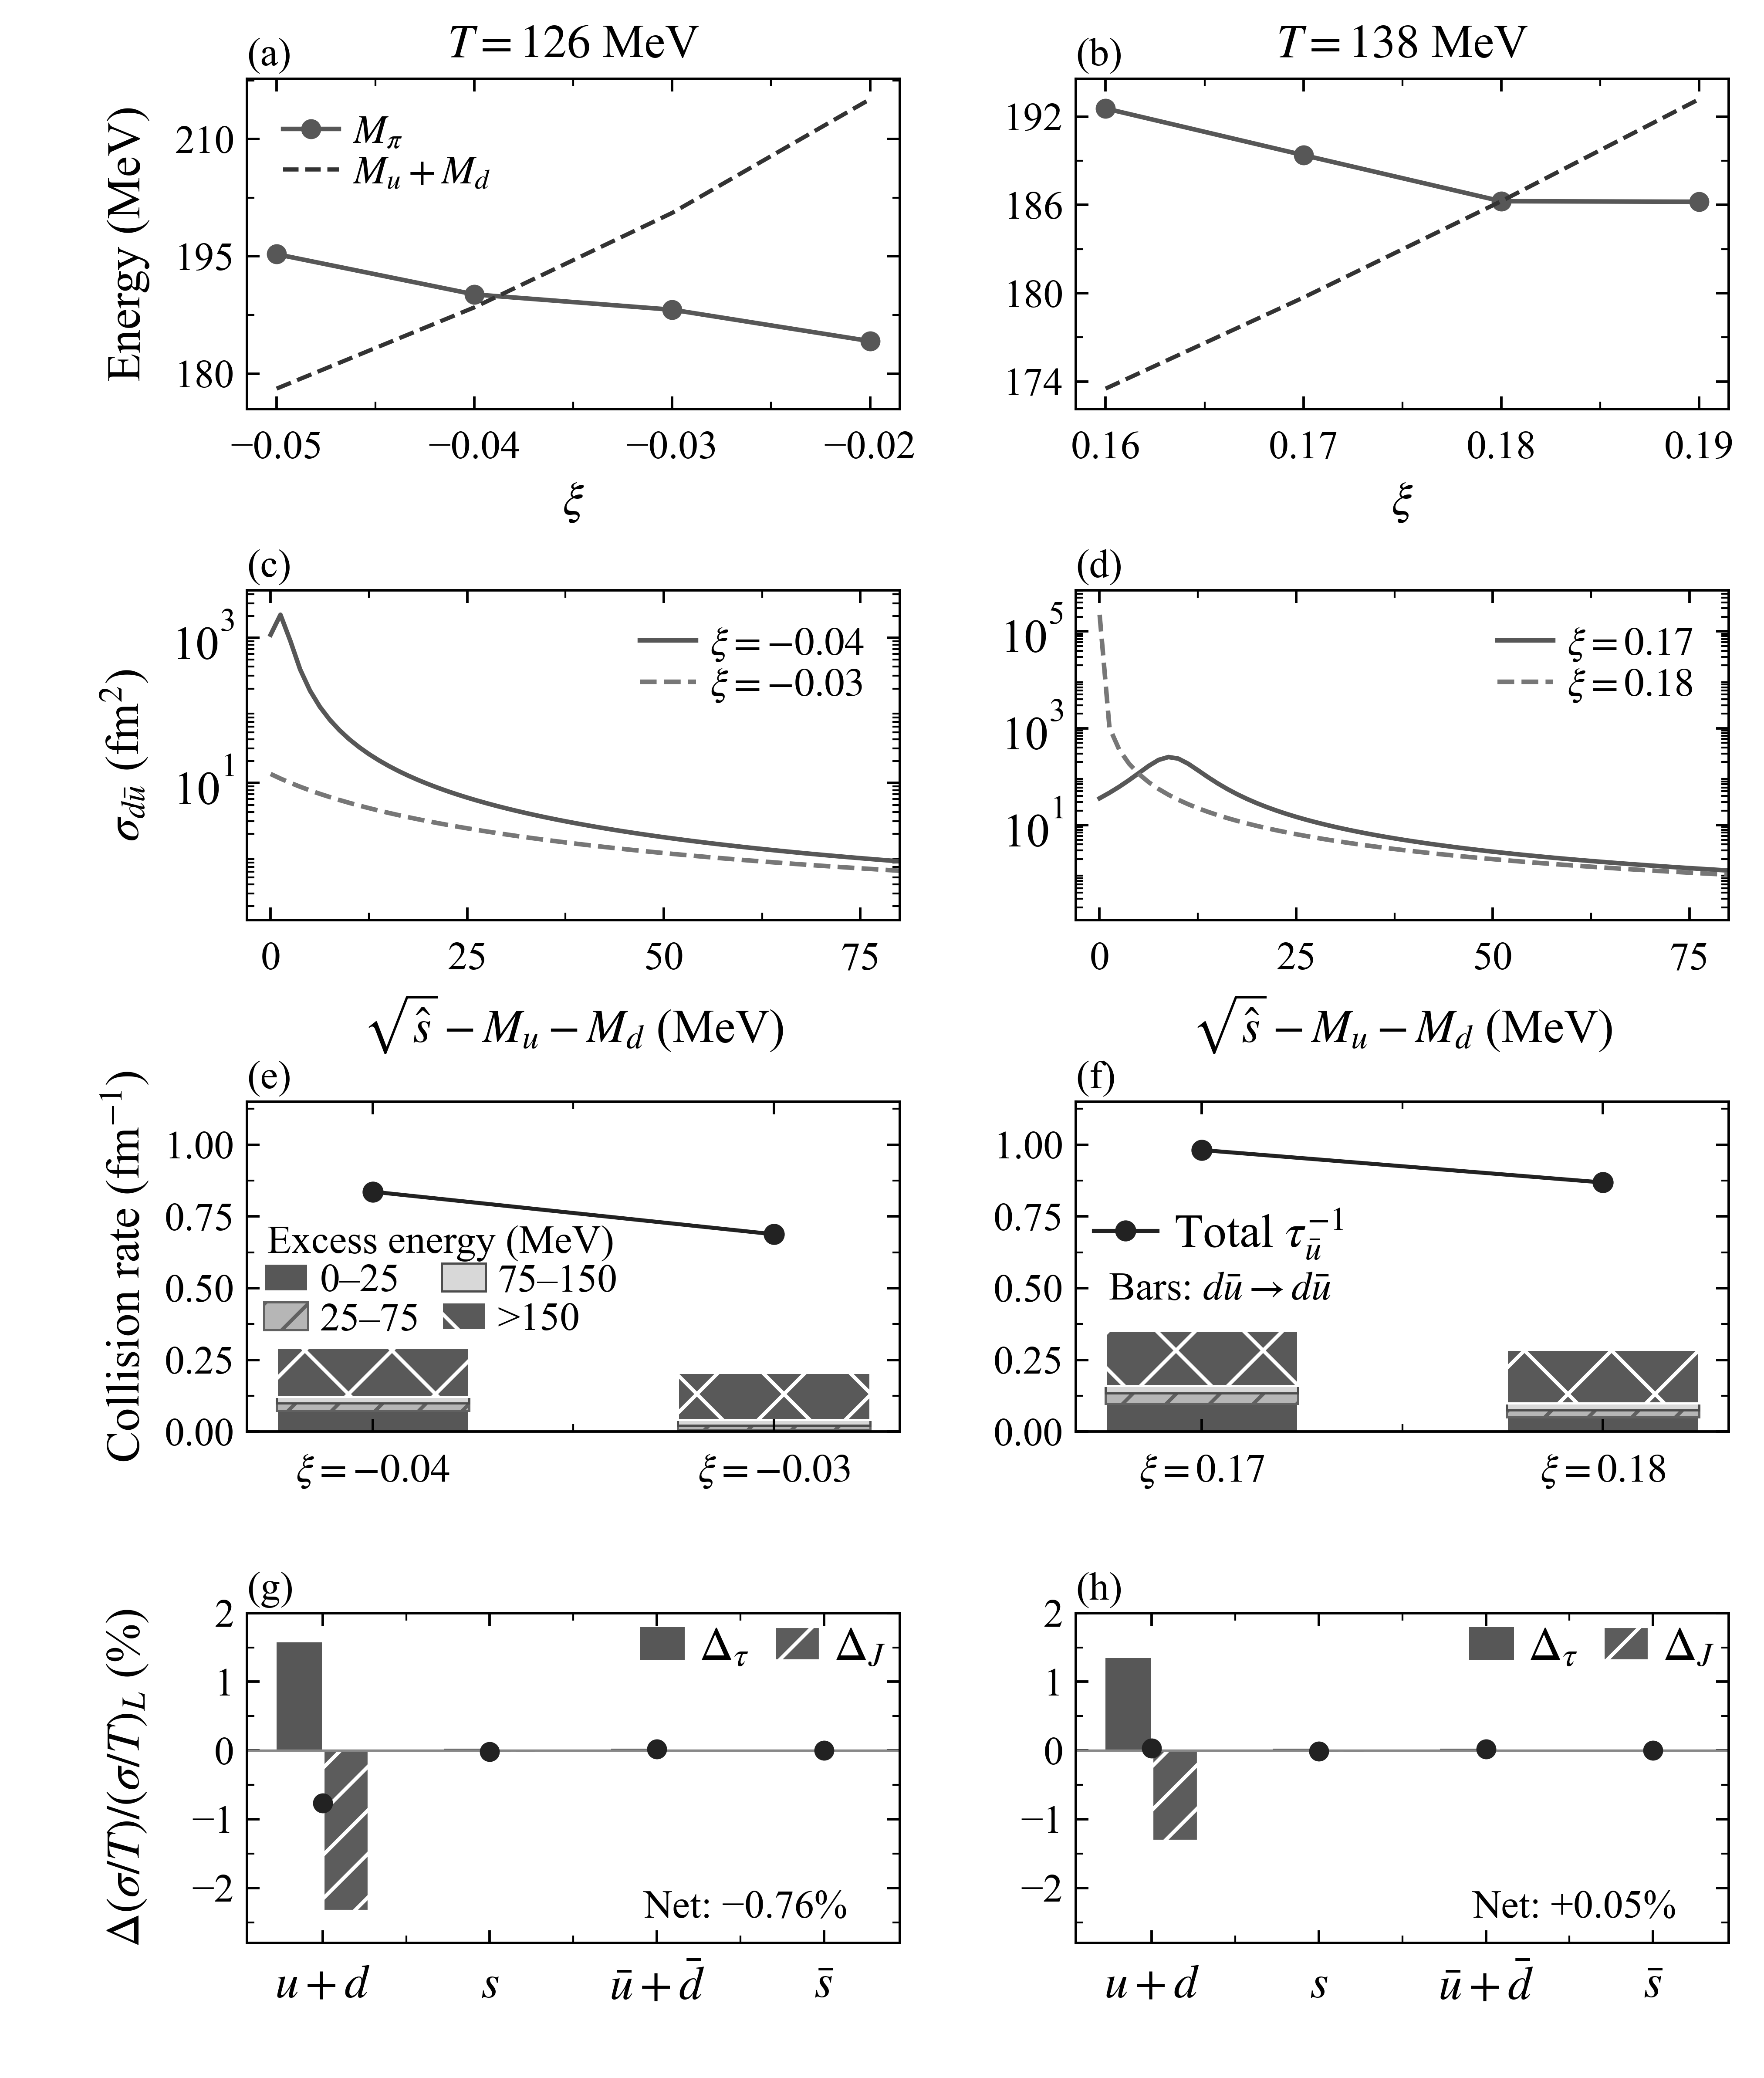 (a) T = 126 MeV
Energy (MeV)
210
195
180
M_π
M_u + M_d
−0.05 −0.04 −0.03 −0.02
ξ
(b) T = 138 MeV
192
186
180
174
0.16 0.17 0.18 0.19
ξ
(c)
σ_{dū} (fm²)
10³
10¹
ξ = −0.04
ξ = −0.03
0 25 50 75
√ŝ − M_u − M_d (MeV)
(d)
10⁵
10³
10¹
ξ = 0.17
ξ = 0.18
0 25 50 75
√ŝ − M_u − M_d (MeV)
(e)
Collision rate (fm⁻¹)
1.00
0.75
0.50
0.25
0.00
Excess energy (MeV)
0–25 75–150
25–75 >150
ξ = −0.04 ξ = −0.03
(f)
1.00
0.75
0.50
0.25
0.00
Total τ_ū⁻¹
Bars: dū → dū
ξ = 0.17 ξ = 0.18
(g)
Δ(σ/T)/(σ/T)_L (%)
2
1
0
−1
−2
Δ_τ Δ_J
Net: −0.76%
u + d s ū + d̄ s̄
(h)
2
1
0
−1
−2
Δ_τ Δ_J
Net: +0.05%
u + d s ū + d̄ s̄